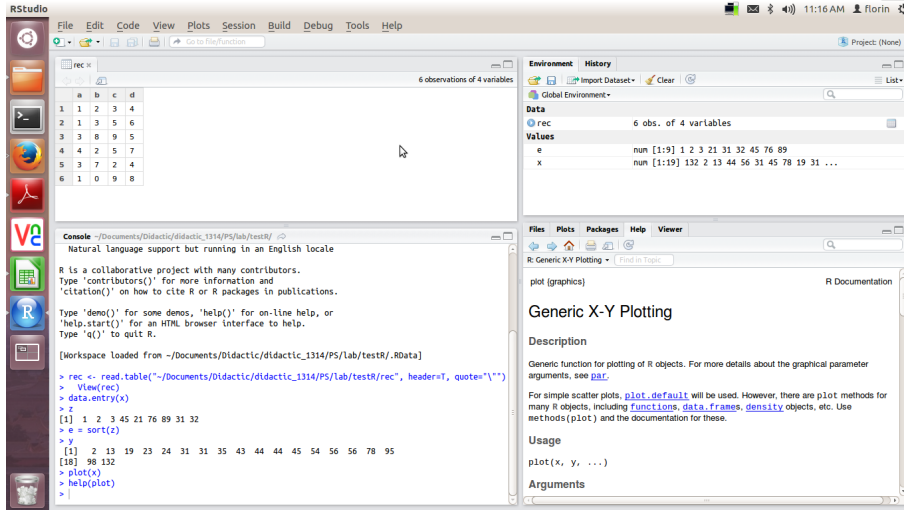 RStudio
11:16 AM florin
File Edit Code View Plots Session Build Debug Tools Help
Go to file/function
Project: (None)
rec
6 observations of 4 variables
a b c d
1 1 2 3 4
2 1 3 5 6
3 3 8 9 5
4 4 2 5 7
5 3 7 2 4
6 1 0 9 8
Environment History
Import Dataset Clear List
Global Environment
Data
rec 6 obs. of 4 variables
Values
e num [1:9] 1 2 3 21 31 32 45 76 89
x num [1:19] 132 2 13 44 56 31 45 78 19 31 ...
Console ~/Documents/Didactic/didactic_1314/PS/lab/testR/
Natural language support but running in an English locale
R is a collaborative project with many contributors.
Type 'contributors()' for more information and
'citation()' on how to cite R or R packages in publications.
Type 'demo()' for some demos, 'help()' for on-line help, or
'help.start()' for an HTML browser interface to help.
Type 'q()' to quit R.
[Workspace loaded from ~/Documents/Didactic/didactic_1314/PS/lab/testR/.RData]
> rec <- read.table("~/Documents/Didactic/didactic_1314/PS/lab/testR/rec", header=T, quote="\"")
> View(rec)
> data.entry(x)
> z
[1] 1 2 3 45 21 76 89 31 32
> e = sort(z)
> y
[1] 2 13 19 23 24 31 31 35 43 44 44 45 54 56 56 78 95
[18] 98 132
> plot(x)
> help(plot)
>
Files Plots Packages Help Viewer
R: Generic X-Y Plotting Find in Topic
plot {graphics} R Documentation
Generic X-Y Plotting
Description
Generic function for plotting of R objects. For more details about the graphical parameter
arguments, see par.
For simple scatter plots, plot.default will be used. However, there are plot methods for
many R objects, including functions, data.frames, density objects, etc. Use
methods(plot) and the documentation for these.
Usage
plot(x, y, ...)
Arguments